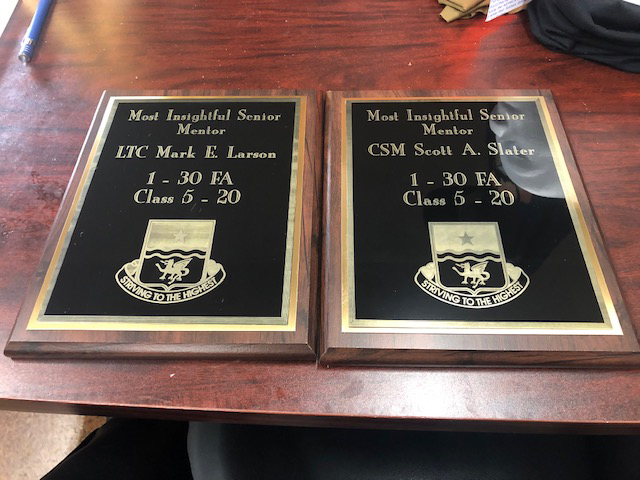 Most Insightful Senior
Mentor
LTC Mark E. Larson
1 - 30 FA
Class 5 - 20
STRIVING TO THE HIGHEST
Most Insightful Senior
Mentor
CSM Scott A. Slater
1 - 30 FA
Class 5 - 20
STRIVING TO THE HIGHEST